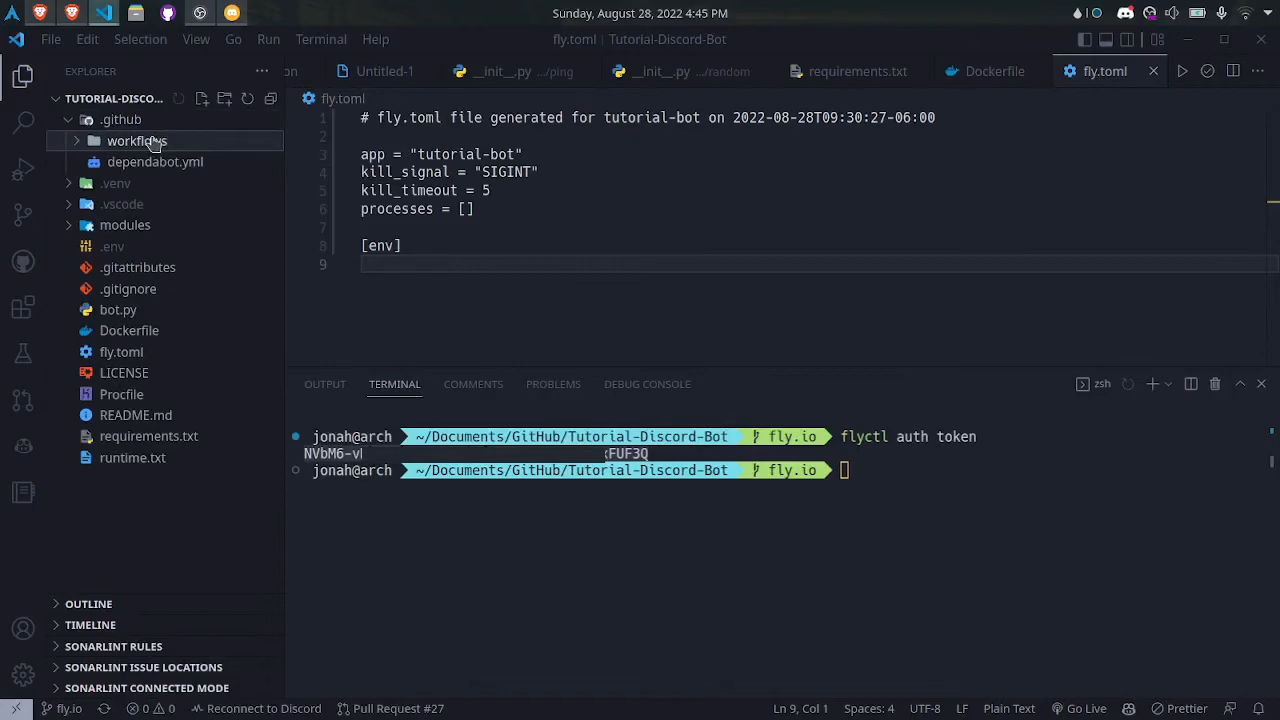 Sunday, August 28, 2022 4:45 PM
File Edit Selection View Go Run Terminal Help
fly.toml | Tutorial-Discord-Bot
EXPLORER
on
Untitled-1
__init__.py .../ping
__init__.py .../random
requirements.txt
Dockerfile
fly.toml
TUTORIAL-DISCO...
.github
workflows
dependabot.yml
.venv
.vscode
modules
.env
.gitattributes
.gitignore
bot.py
Dockerfile
fly.toml
LICENSE
Procfile
README.md
requirements.txt
runtime.txt
OUTLINE
TIMELINE
SONARLINT RULES
SONARLINT ISSUE LOCATIONS
SONARLINT CONNECTED MODE
fly.toml
1 # fly.toml file generated for tutorial-bot on 2022-08-28T09:30:27-06:00
2
3 app = "tutorial-bot"
4 kill_signal = "SIGINT"
5 kill_timeout = 5
6 processes = []
7
8 [env]
9
OUTPUT TERMINAL COMMENTS PROBLEMS DEBUG CONSOLE
zsh
jonah@arch ~/Documents/GitHub/Tutorial-Discord-Bot fly.io flyctl auth token
NVbM6-v FUF3Q
jonah@arch ~/Documents/GitHub/Tutorial-Discord-Bot fly.io
fly.io 0 0 Reconnect to Discord Pull Request #27 Ln 9, Col 1 Spaces: 4 UTF-8 LF Plain Text Go Live Prettier